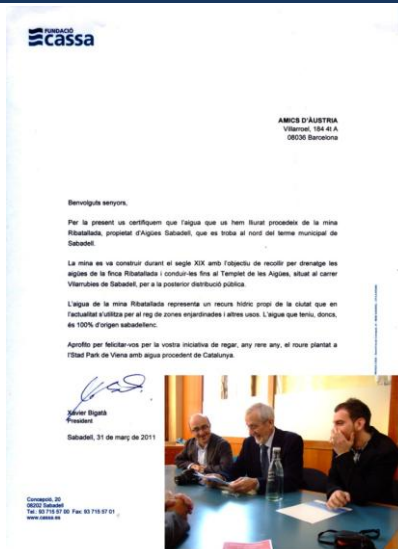 FUNDACIÓ
cassa
AMICS D'ÀUSTRIA
Villarroel, 184 4t A
08036 Barcelona
Benvolguts senyors,
Per la present us certifiquem que l'aigua que us hem lliurat procedeix de la mina
Ribatallada, propietat d'Aigües Sabadell, que es troba al nord del terme municipal de
Sabadell.
La mina es va construir durant el segle XIX amb l'objectiu de recollir per drenatge les
aigües de la finca Ribatallada i conduir-les fins al Templet de les Aigües, situat al carrer
Vilarrubies de Sabadell, per a la posterior distribució pública.
L'aigua de la mina Ribatallada representa un recurs hídric propi de la ciutat que en
l'actualitat s'utilitza per al reg de zones enjardinades i altres usos. L'aigua que teniu, doncs,
és 100% d'origen sabadellenc.
Aprofito per felicitar-vos per la vostra iniciativa de regar, any rere any, el roure plantat a
l'Stad Park de Viena amb aigua procedent de Catalunya.
Xavier Bigatà
President
Sabadell, 31 de març de 2011
Concepció, 20
08202 Sabadell
Tel.: 93 715 57 00 Fax: 93 715 57 01
www.cassa.es